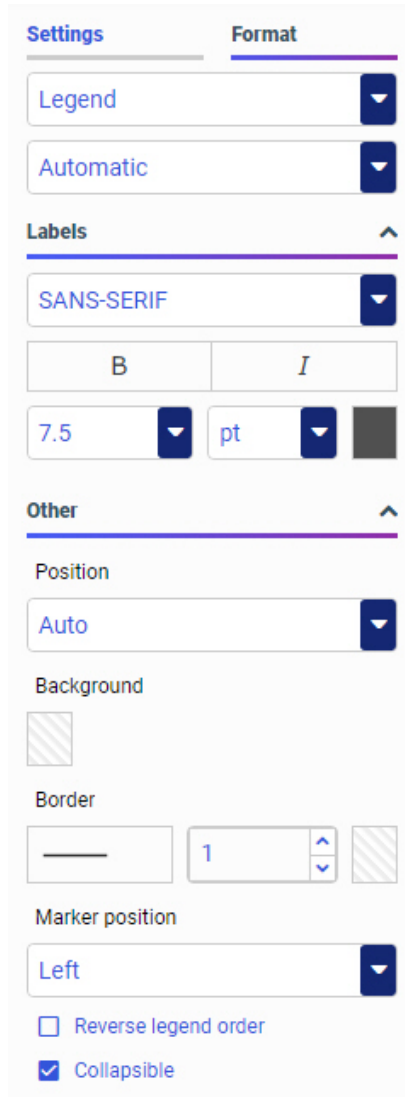 Settings Format
Legend
Automatic
Labels
SANS-SERIF
B I
7.5 pt
Other
Position
Auto
Background
Border
1
Marker position
Left
Reverse legend order
Collapsible